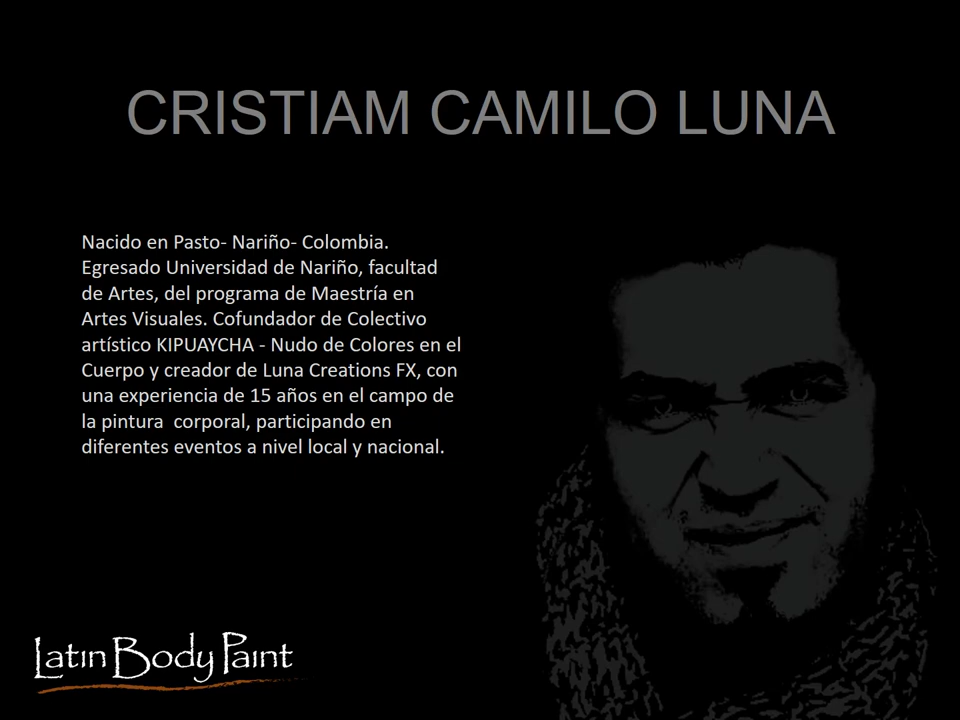 CRISTIAM CAMILO LUNA
Nacido en Pasto- Nariño- Colombia.
Egresado Universidad de Nariño, facultad
de Artes, del programa de Maestría en
Artes Visuales. Cofundador de Colectivo
artístico KIPUAYCHA - Nudo de Colores en el
Cuerpo y creador de Luna Creations FX, con
una experiencia de 15 años en el campo de
la pintura  corporal, participando en
diferentes eventos a nivel local y nacional.
Latin Body Paint